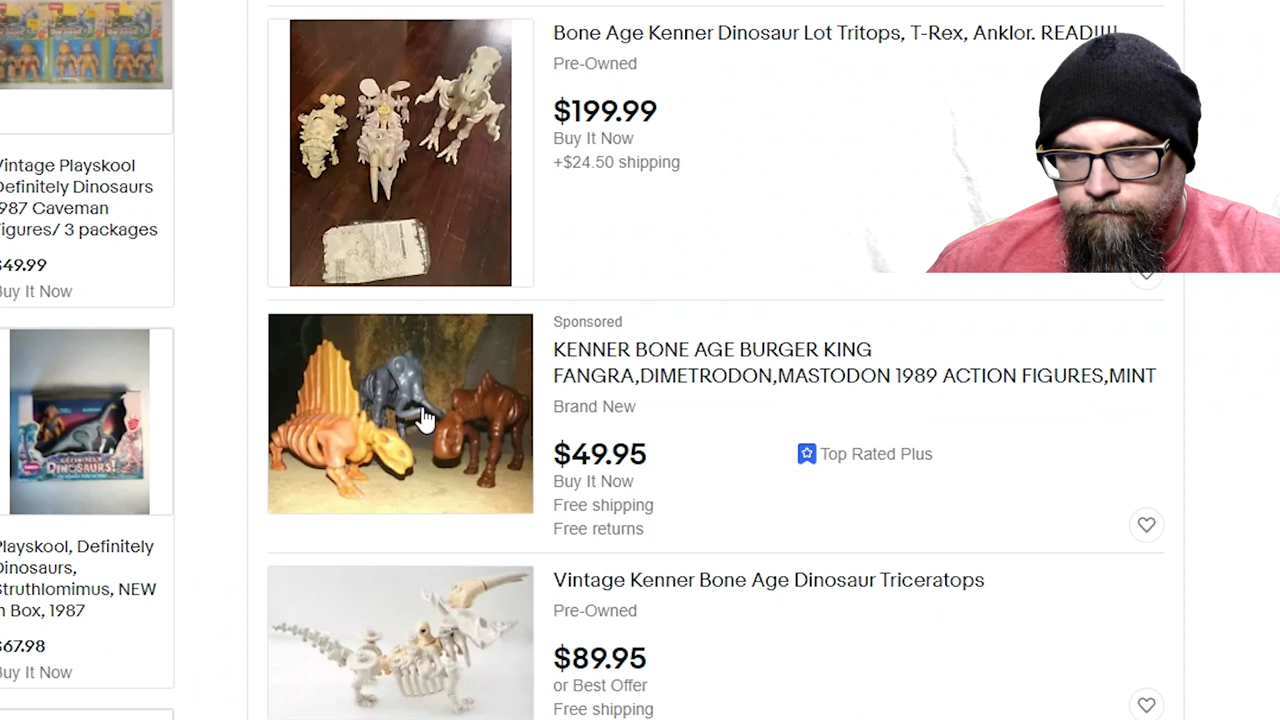 Vintage Playskool
Definitely Dinosaurs
1987 Caveman
Figures/ 3 packages
$49.99
Buy It Now
DEFINITELY
DINOSAURS!
Playskool, Definitely
Dinosaurs,
Struthiomimus, NEW
In Box, 1987
$67.98
Buy It Now
Bone Age Kenner Dinosaur Lot Tritops, T-Rex, Anklor. READ!!!!
Pre-Owned
$199.99
Buy It Now
+$24.50 shipping
Sponsored
KENNER BONE AGE BURGER KING
FANGRA,DIMETRODON,MASTODON 1989 ACTION FIGURES,MINT
Brand New
$49.95
Top Rated Plus
Buy It Now
Free shipping
Free returns
Vintage Kenner Bone Age Dinosaur Triceratops
Pre-Owned
$89.95
or Best Offer
Free shipping